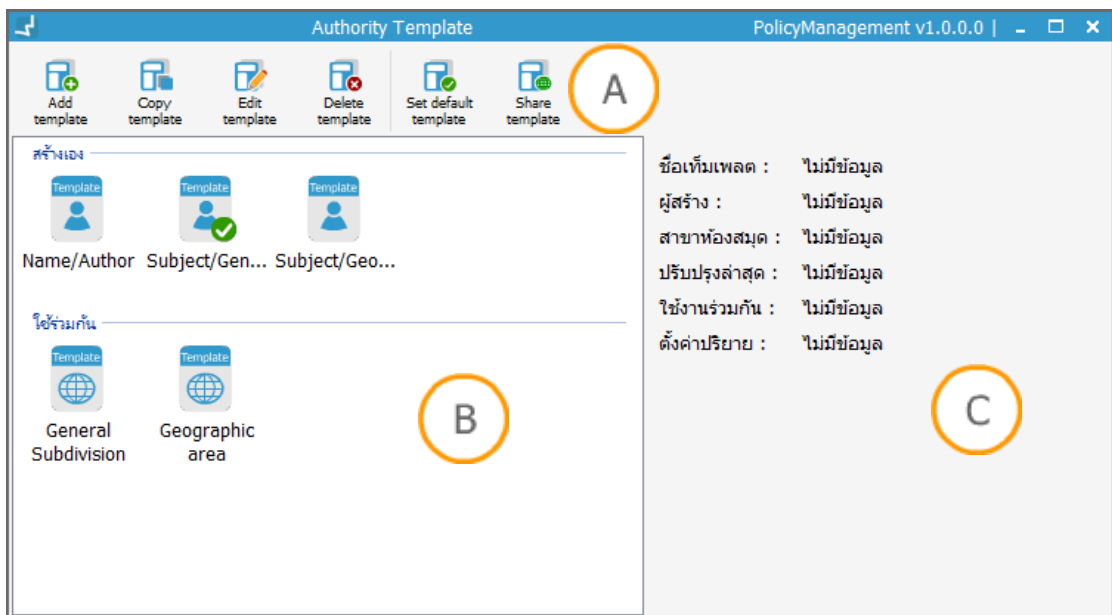 Authority Template
PolicyManagement v1.0.0.0 |
Add template
Copy template
Edit template
Delete template
Set default template
Share template
A
สร้างเอง
Template
Template
Template
Name/Author
Subject/Gen...
Subject/Geo...
ใช้ร่วมกัน
Template
Template
General Subdivision
Geographic area
B
ชื่อเท็มเพลต : ไม่มีข้อมูล
ผู้สร้าง : ไม่มีข้อมูล
สาขาห้องสมุด : ไม่มีข้อมูล
ปรับปรุงล่าสุด : ไม่มีข้อมูล
ใช้งานร่วมกัน : ไม่มีข้อมูล
ตั้งค่าปริยาย : ไม่มีข้อมูล
C